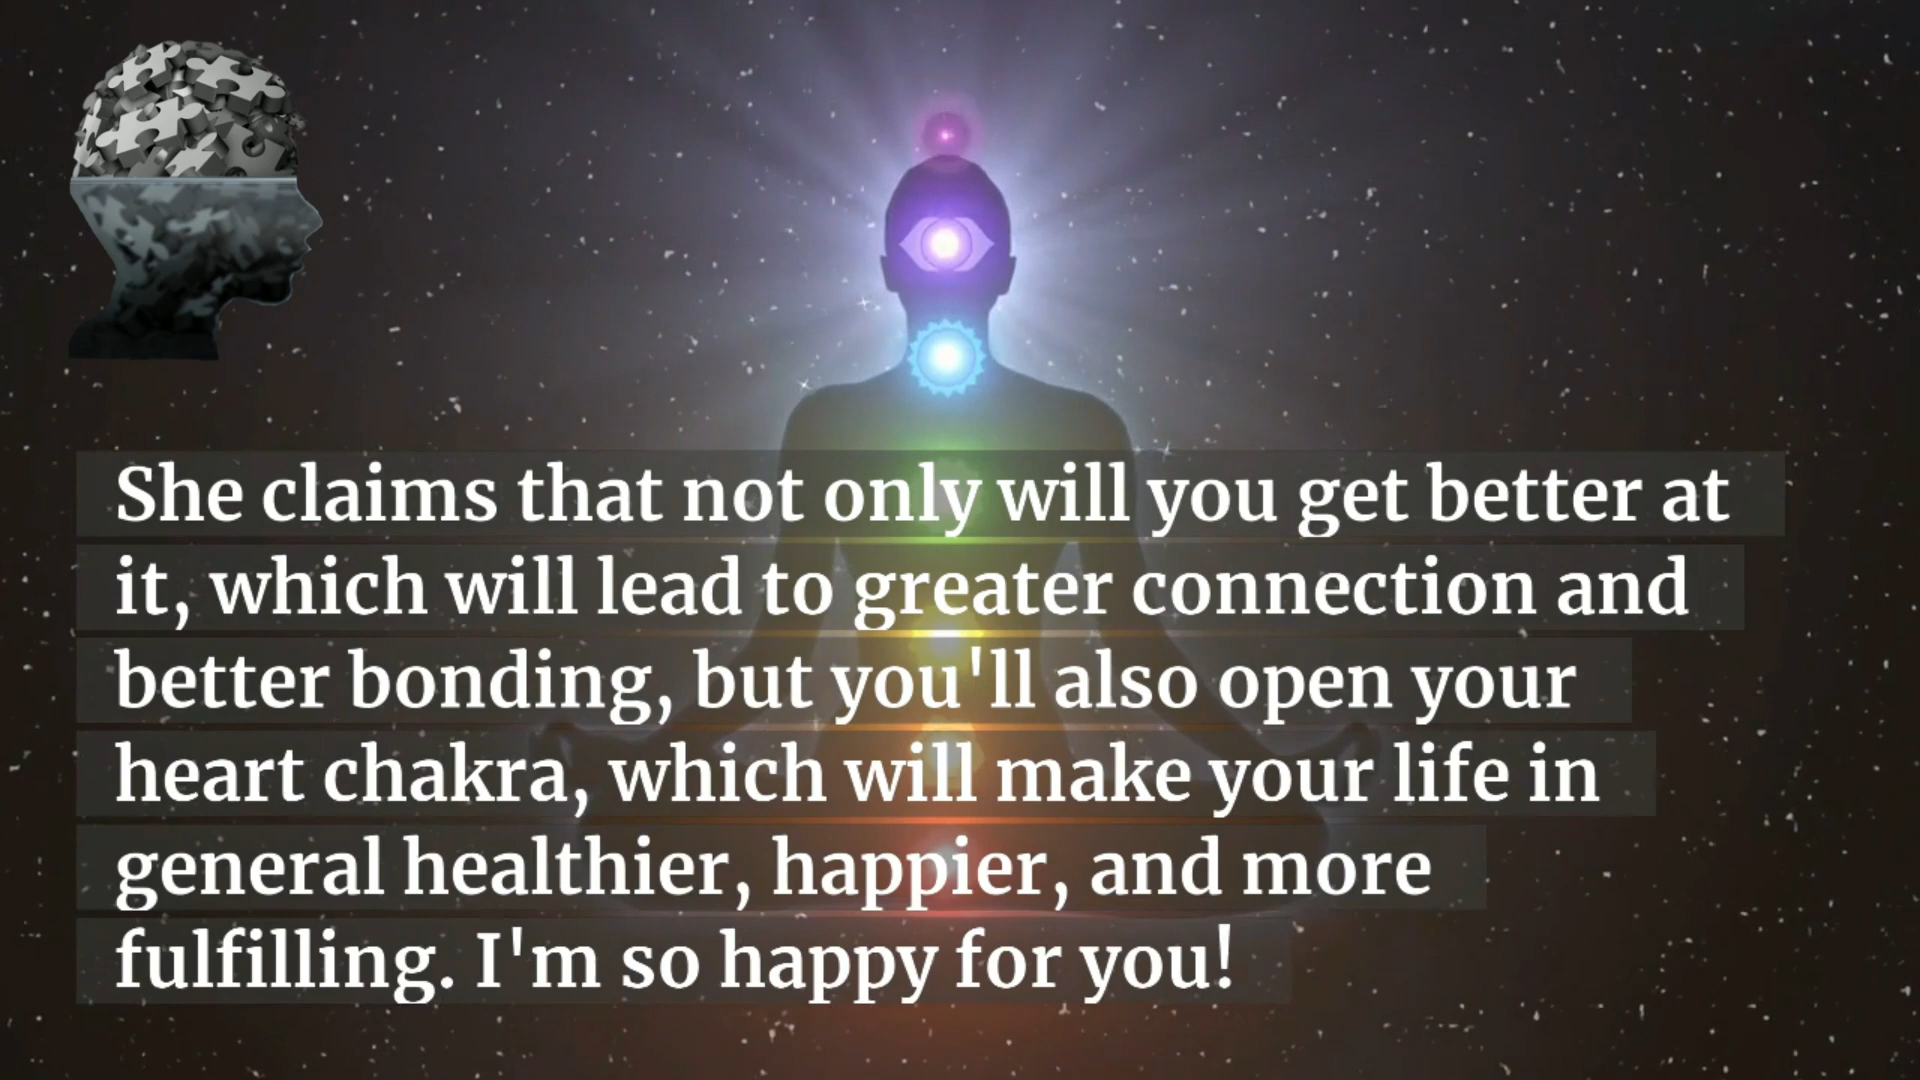 She claims that not only will you get better at
it, which will lead to greater connection and
better bonding, but you'll also open your
heart chakra, which will make your life in
general healthier, happier, and more
fulfilling. I'm so happy for you!